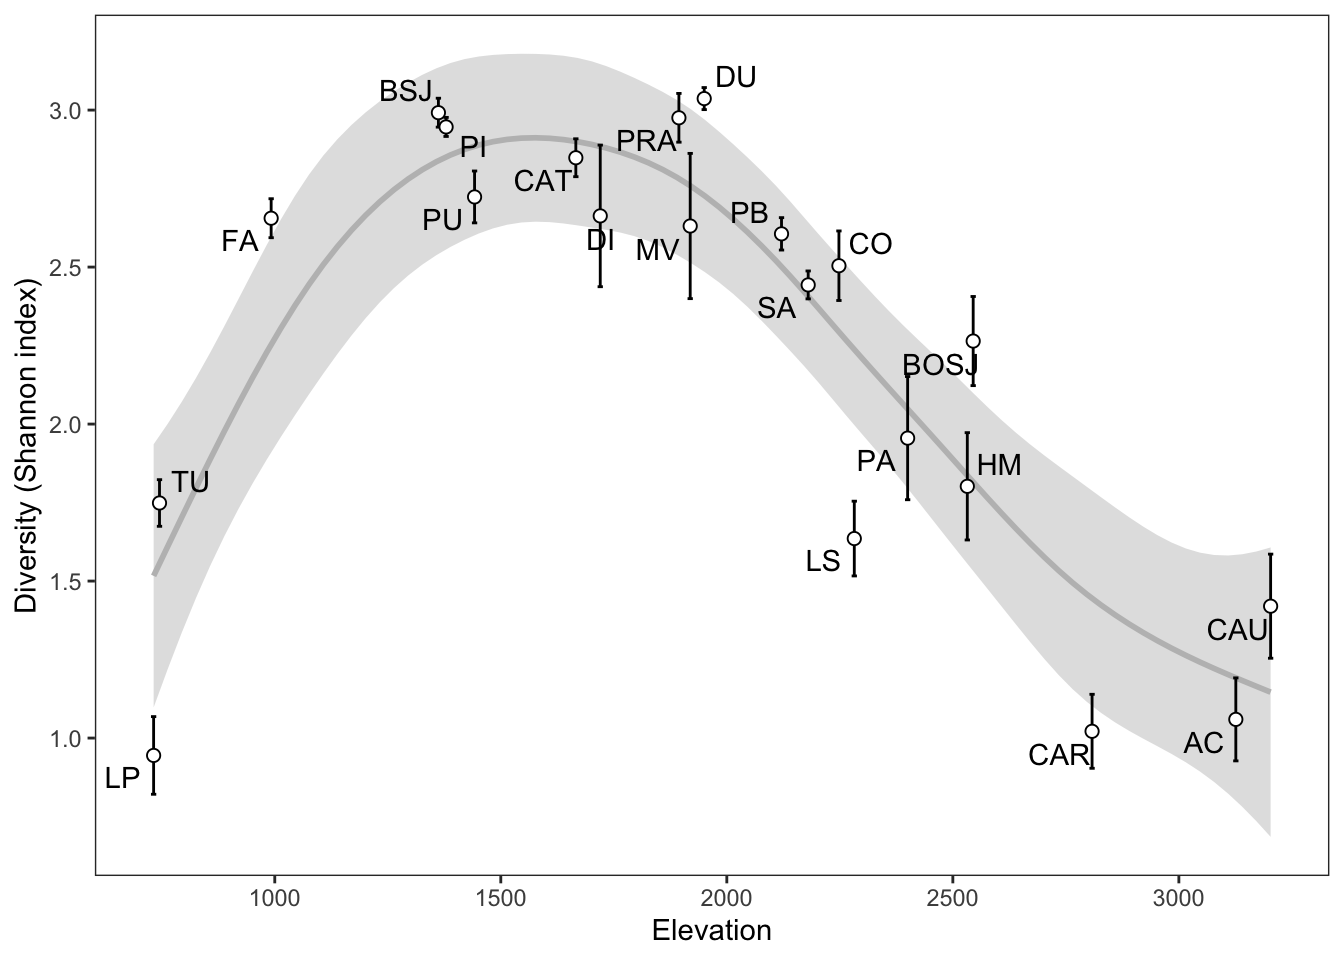 DU
BSJ
3.0
PRA
PI
CAT
PB
PU
FA
DI
MV
CO
2.5
SA
BOSJ
2.0
TU
PA
HM
LS
1.5
CAU
1.0
CAR
AC
LP
Diversity (Shannon index)
1000
1500
2000
2500
3000
Elevation